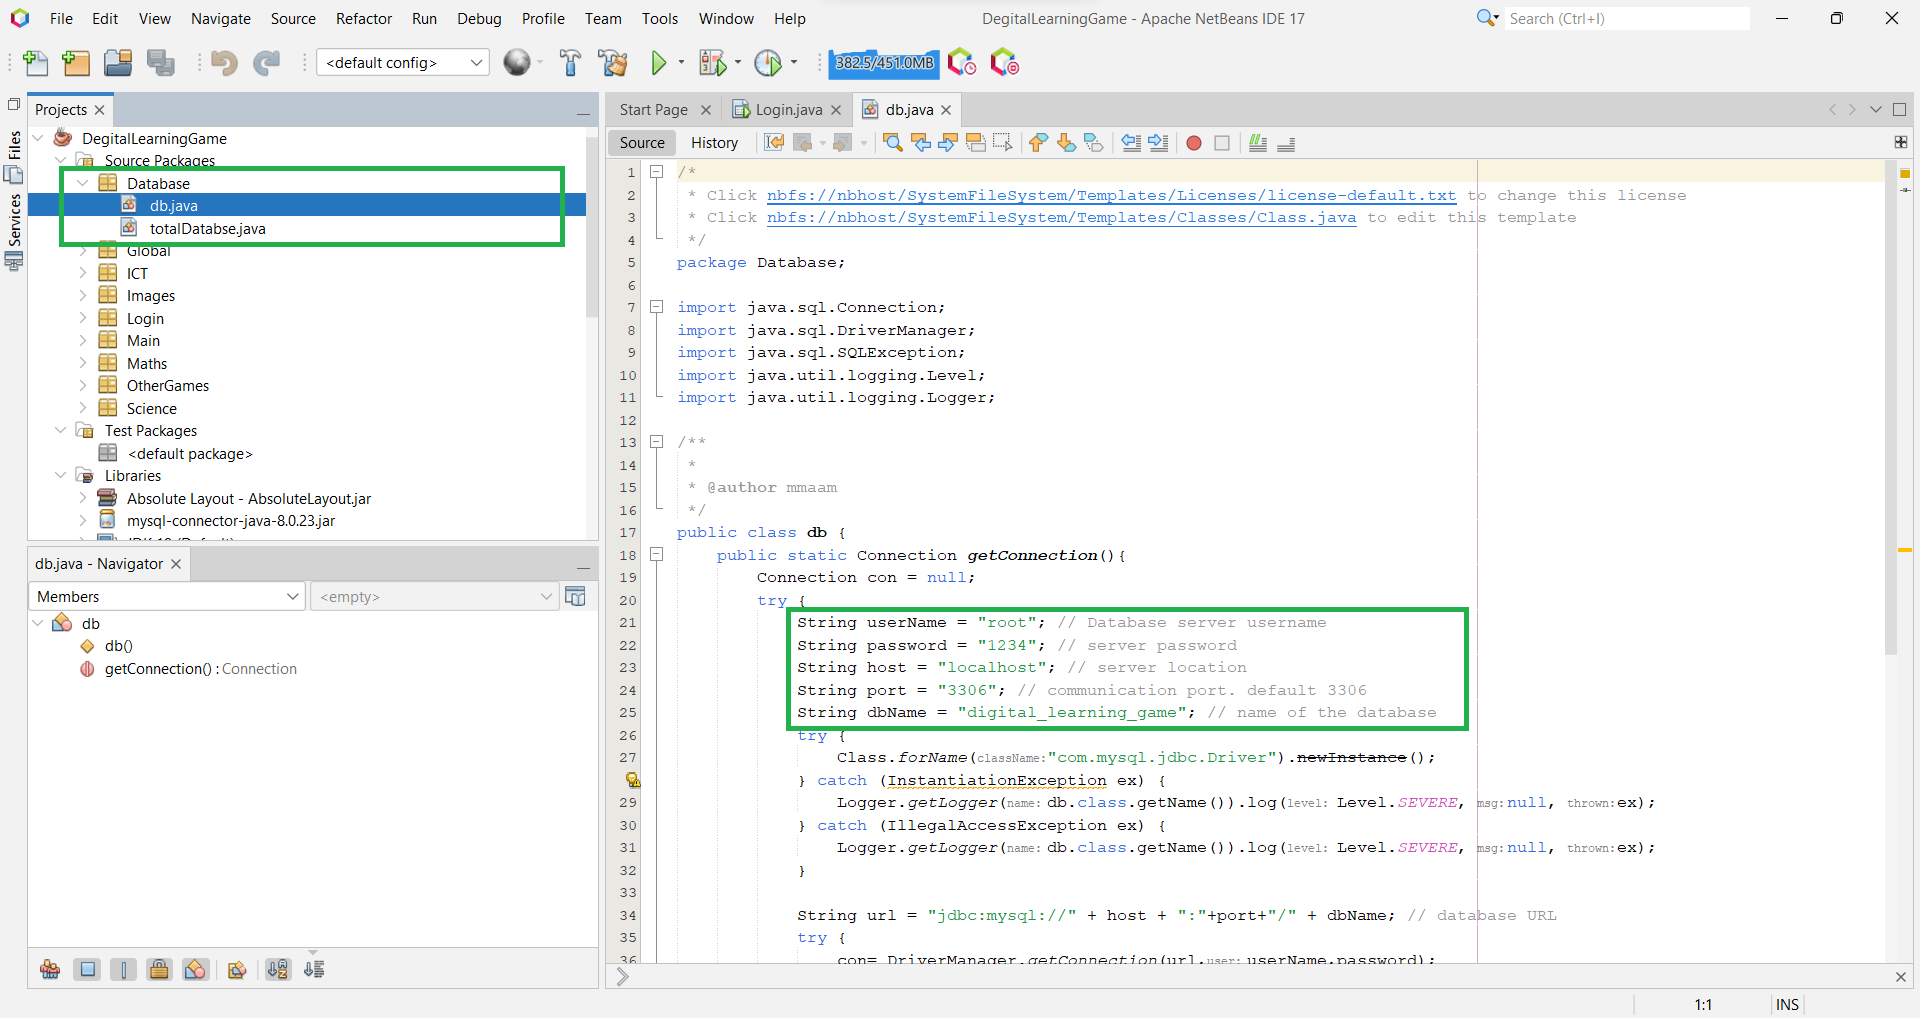 File Edit View Navigate Source Refactor Run Debug Profile Team Tools Window Help
DegitalLearningGame - Apache NetBeans IDE 17
Search (Ctrl+I)
<default config>
382.5/451.0MB
Projects
Files
Services
DegitalLearningGame
Source Packages
Database
db.java
totalDatabse.java
Global
ICT
Images
Login
Main
Maths
OtherGames
Science
Test Packages
<default package>
Libraries
Absolute Layout - AbsoluteLayout.jar
mysql-connector-java-8.0.23.jar
db.java - Navigator
Members
<empty>
db
db()
getConnection() : Connection
Start Page
Login.java
db.java
Source History
1 /*
2 * Click nbfs://nbhost/SystemFileSystem/Templates/Licenses/license-default.txt to change this license
3 * Click nbfs://nbhost/SystemFileSystem/Templates/Classes/Class.java to edit this template
4 */
5 package Database;
6
7 import java.sql.Connection;
8 import java.sql.DriverManager;
9 import java.sql.SQLException;
10 import java.util.logging.Level;
11 import java.util.logging.Logger;
12
13 /**
14 *
15 * @author mmaam
16 */
17 public class db {
18 public static Connection getConnection(){
19 Connection con = null;
20 try {
21 String userName = "root"; // Database server username
22 String password = "1234"; // server password
23 String host = "localhost"; // server location
24 String port = "3306"; // communication port. default 3306
25 String dbName = "digital_learning_game"; // name of the database
26 try {
27 Class.forName(className:"com.mysql.jdbc.Driver").newInstance();
} catch (InstantiationException ex) {
29 Logger.getLogger(name: db.class.getName()).log(level: Level.SEVERE, msg: null, thrown: ex);
30 } catch (IllegalAccessException ex) {
31 Logger.getLogger(name: db.class.getName()).log(level: Level.SEVERE, msg: null, thrown: ex);
32 }
33
34 String url = "jdbc:mysql://" + host + ":"+port+"/" + dbName; // database URL
35 try {
36 con= DriverManager.getConnection(url,user: userName,password);
1:1 INS